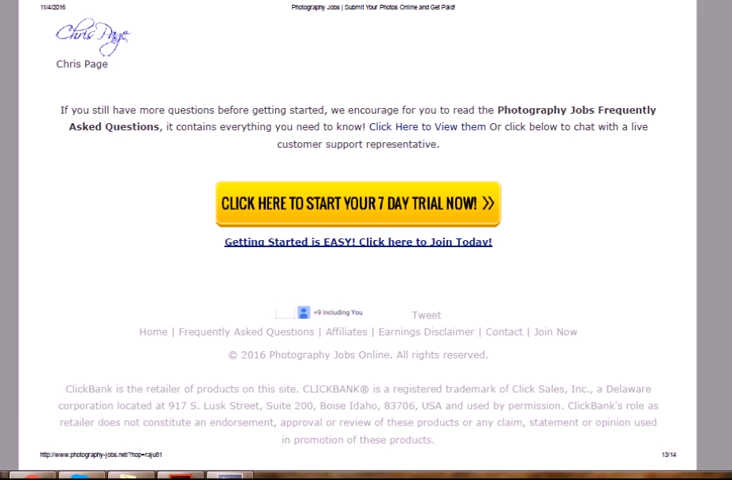 11/4/2016 Photography Jobs | Submit Your Photos Online and Get Paid!
Chris Page
Chris Page
If you still have more questions before getting started, we encourage for you to read the Photography Jobs Frequently
Asked Questions, it contains everything you need to know! Click Here to View them Or click below to chat with a live
customer support representative.
CLICK HERE TO START YOUR 7 DAY TRIAL NOW! »
Getting Started is EASY! Click here to Join Today!
+9 including You Tweet
Home | Frequently Asked Questions | Affiliates | Earnings Disclaimer | Contact | Join Now
© 2016 Photography Jobs Online. All rights reserved.
ClickBank is the retailer of products on this site. CLICKBANK® is a registered trademark of Click Sales, Inc., a Delaware
corporation located at 917 S. Lusk Street, Suite 200, Boise Idaho, 83706, USA and used by permission. ClickBank's role as
retailer does not constitute an endorsement, approval or review of these products or any claim, statement or opinion used
in promotion of these products.
http://www.photography-jobs.net/?hop=raju81 13/14